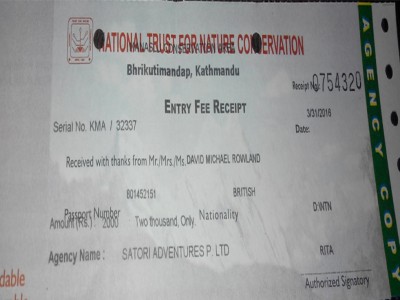 NATIONAL TRUST FOR NATURE CONSERVATION
Bhrikutimandap, Kathmandu
Receipt No: 0754320
ENTRY FEE RECEIPT
Serial No. KMA / 32337
3/31/2016
Date:
Received with thanks from Mr./Mrs./Ms. DAVID MICHAEL ROWLAND
801452151 BRITISH
Passport Number Nationality D:\NTN
Amount (Rs.) : 2000 Two thousand, Only.
Agency Name : SATORI ADVENTURES P. LTD RITA
Authorized Signatory
AGENCY COPY